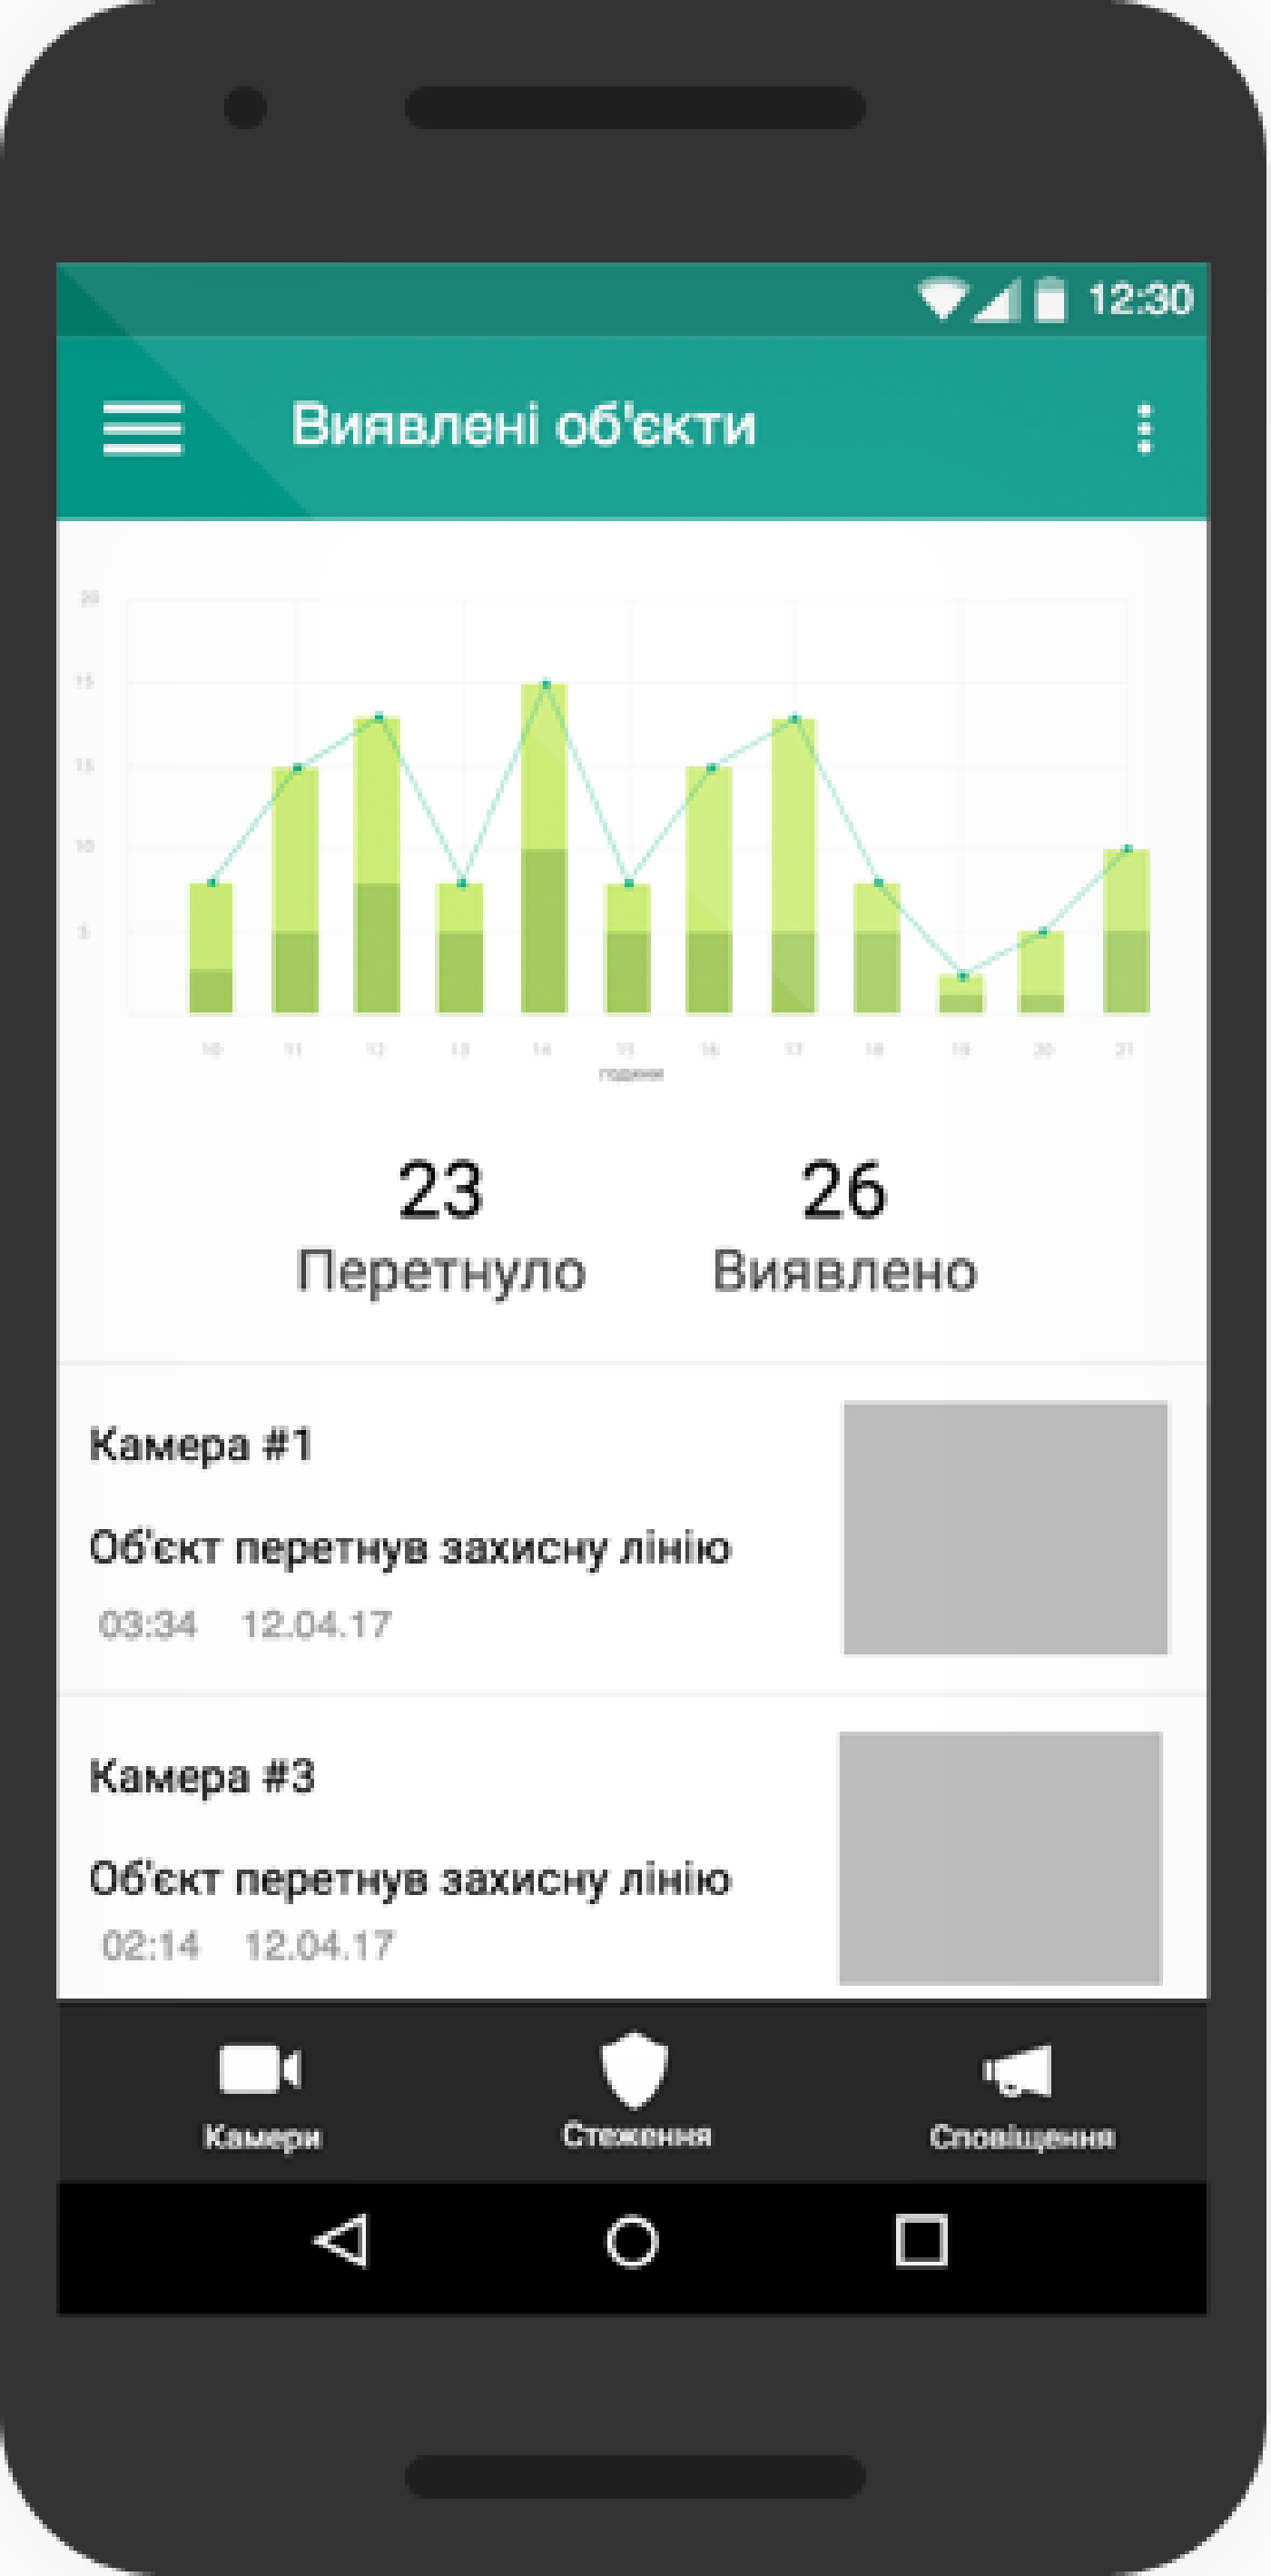 12:30
Виявлені об'єкти
20
15
15
10
5
10 11 12 13 14 15 16 17 18 19 20 21
години
23 26
Перетнуло Виявлено
Камера #1
Об'єкт перетнув захисну лінію
03:34 12.04.17
Камера #3
Об'єкт перетнув захисну лінію
02:14 12.04.17
Камери Стеження Сповіщення